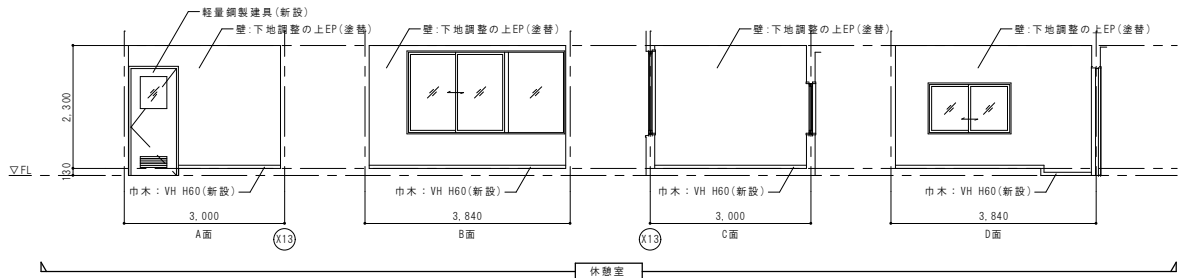 軽量鋼製建具(新設)
壁:下地調整の上EP(塗替)
壁:下地調整の上EP(塗替)
壁:下地調整の上EP(塗替)
壁:下地調整の上EP(塗替)
2,300
130
▽FL
巾木：VH H60(新設)
巾木：VH H60(新設)
巾木：VH H60(新設)
巾木：VH H60(新設)
3,000
3,840
3,000
3,840
A面
X13
B面
X13
C面
D面
休憩室